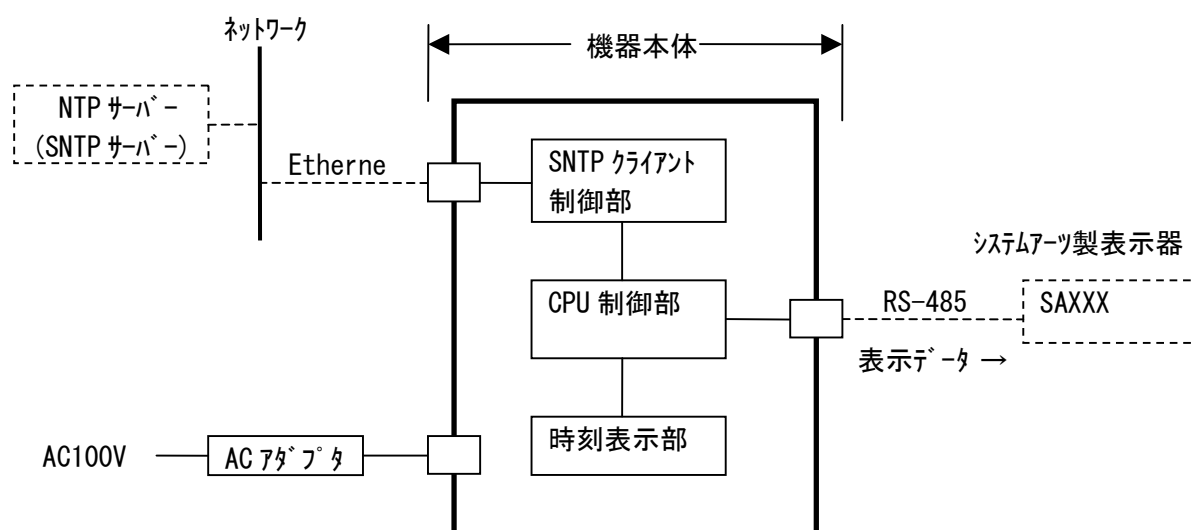 ネットワーク
機器本体
NTP サーバー
(SNTP サーバー)
Etherne
SNTP クライアント
制御部
システムアーツ製表示器
CPU 制御部
RS-485
SAXXX
表示データ →
時刻表示部
AC100V
AC アダプタ